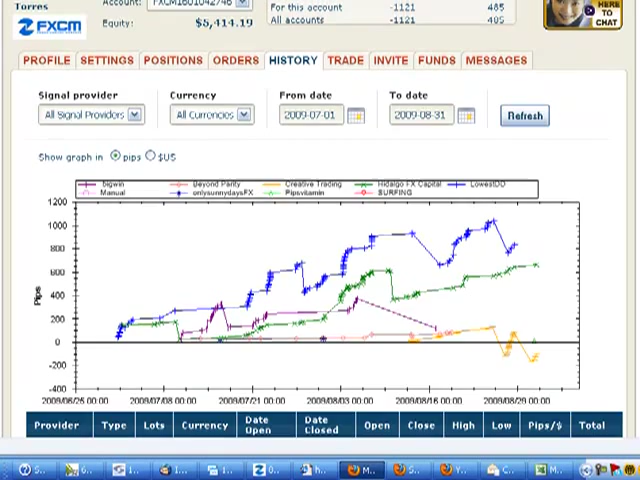 Torres
Account: FXCM1601042746
Equity: $5,414.19
For this account -1121 485
All accounts -1121 485
FXCM
HERE
TO
CHAT
PROFILE SETTINGS POSITIONS ORDERS HISTORY TRADE INVITE FUNDS MESSAGES
Signal provider Currency From date To date
All Signal Providers All Currencies 2009-07-01 2009-08-31 Refresh
Show graph in pips $US
bigwin Beyond Parity Creative Trading Hidalgo FX Capital LowestDD
Manual onlysunnydaysFX Pipsvitamin SURFING
1200
1000
800
600
400
200
0
-200
-400
Pips
2009/06/25 00:00 2009/07/08 00:00 2009/07/21 00:00 2009/08/03 00:00 2009/08/16 00:00 2009/08/29 00:00
Provider Type Lots Currency Date Open Date Closed Open Close High Low Pips/$ Total